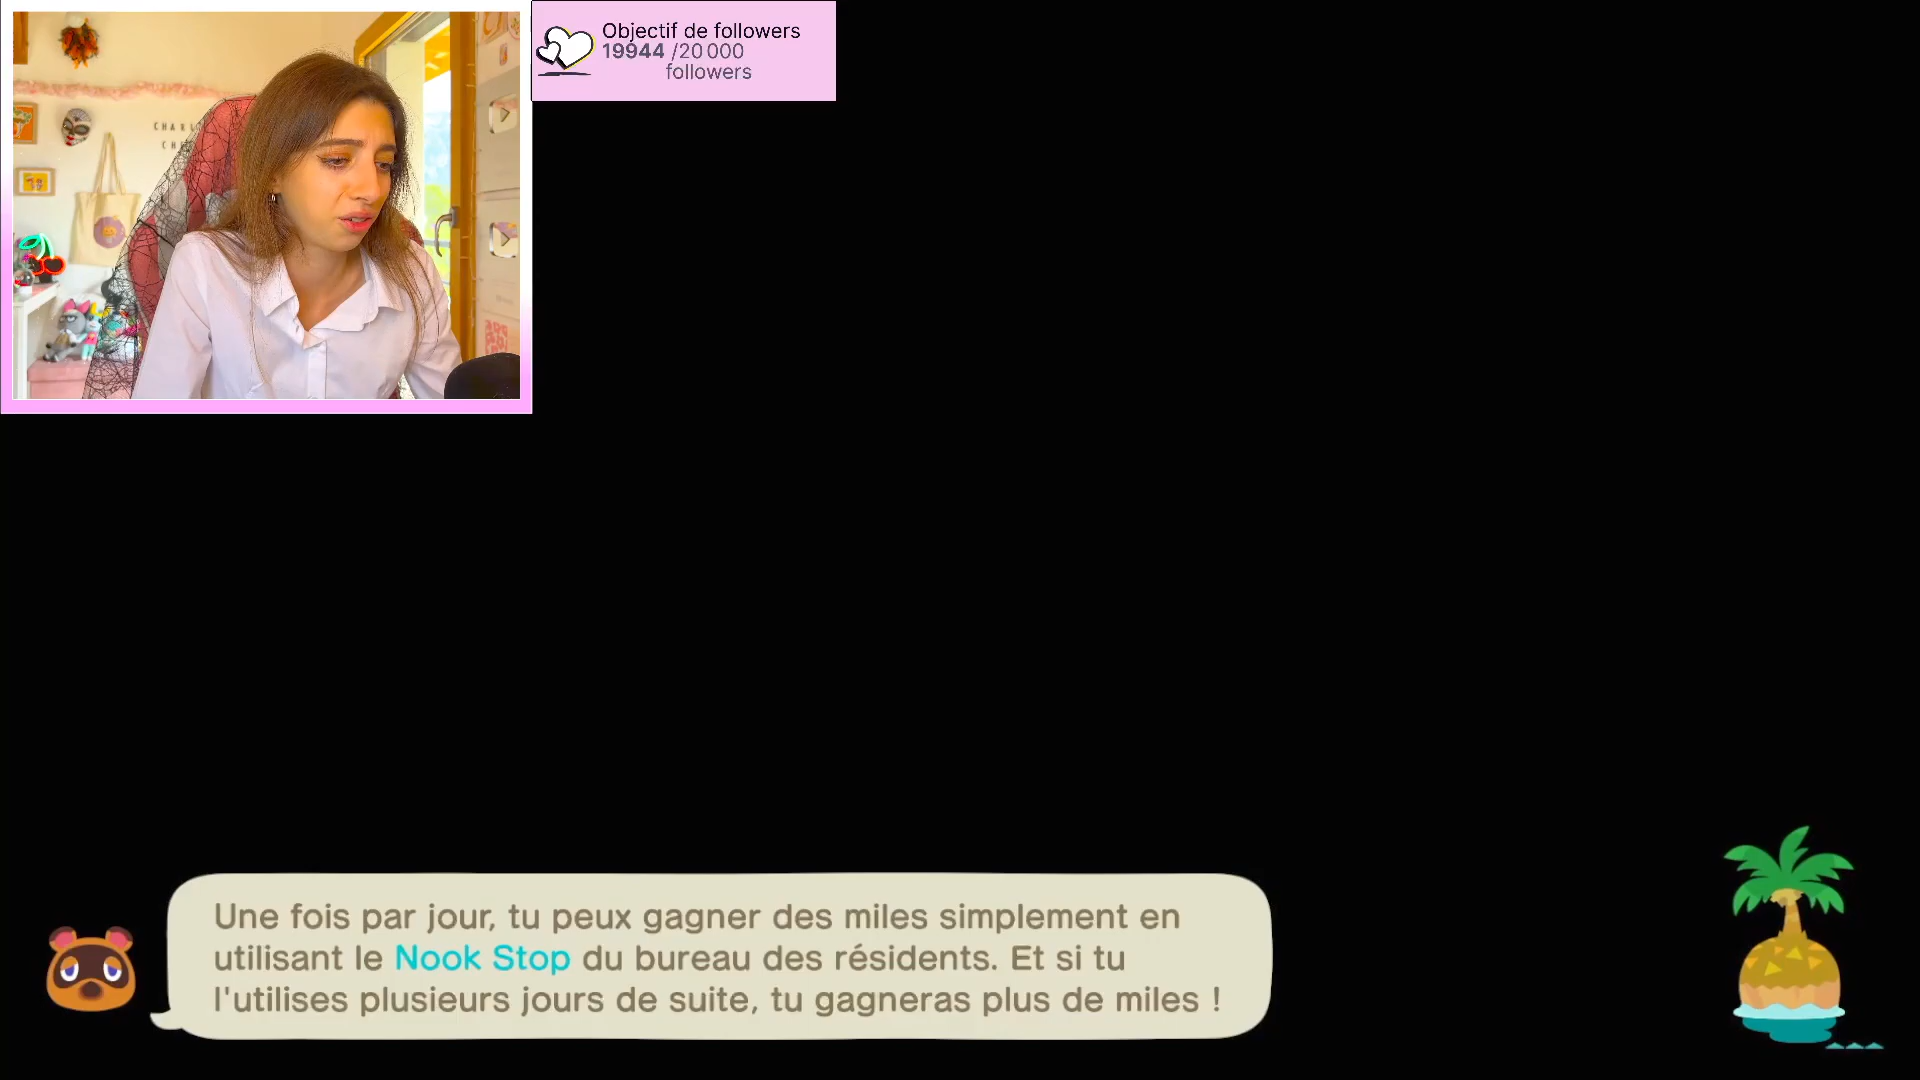 Objectif de followers
19944 /20 000
followers
Une fois par jour, tu peux gagner des miles simplement en
utilisant le Nook Stop du bureau des résidents. Et si tu
l'utilises plusieurs jours de suite, tu gagneras plus de miles !